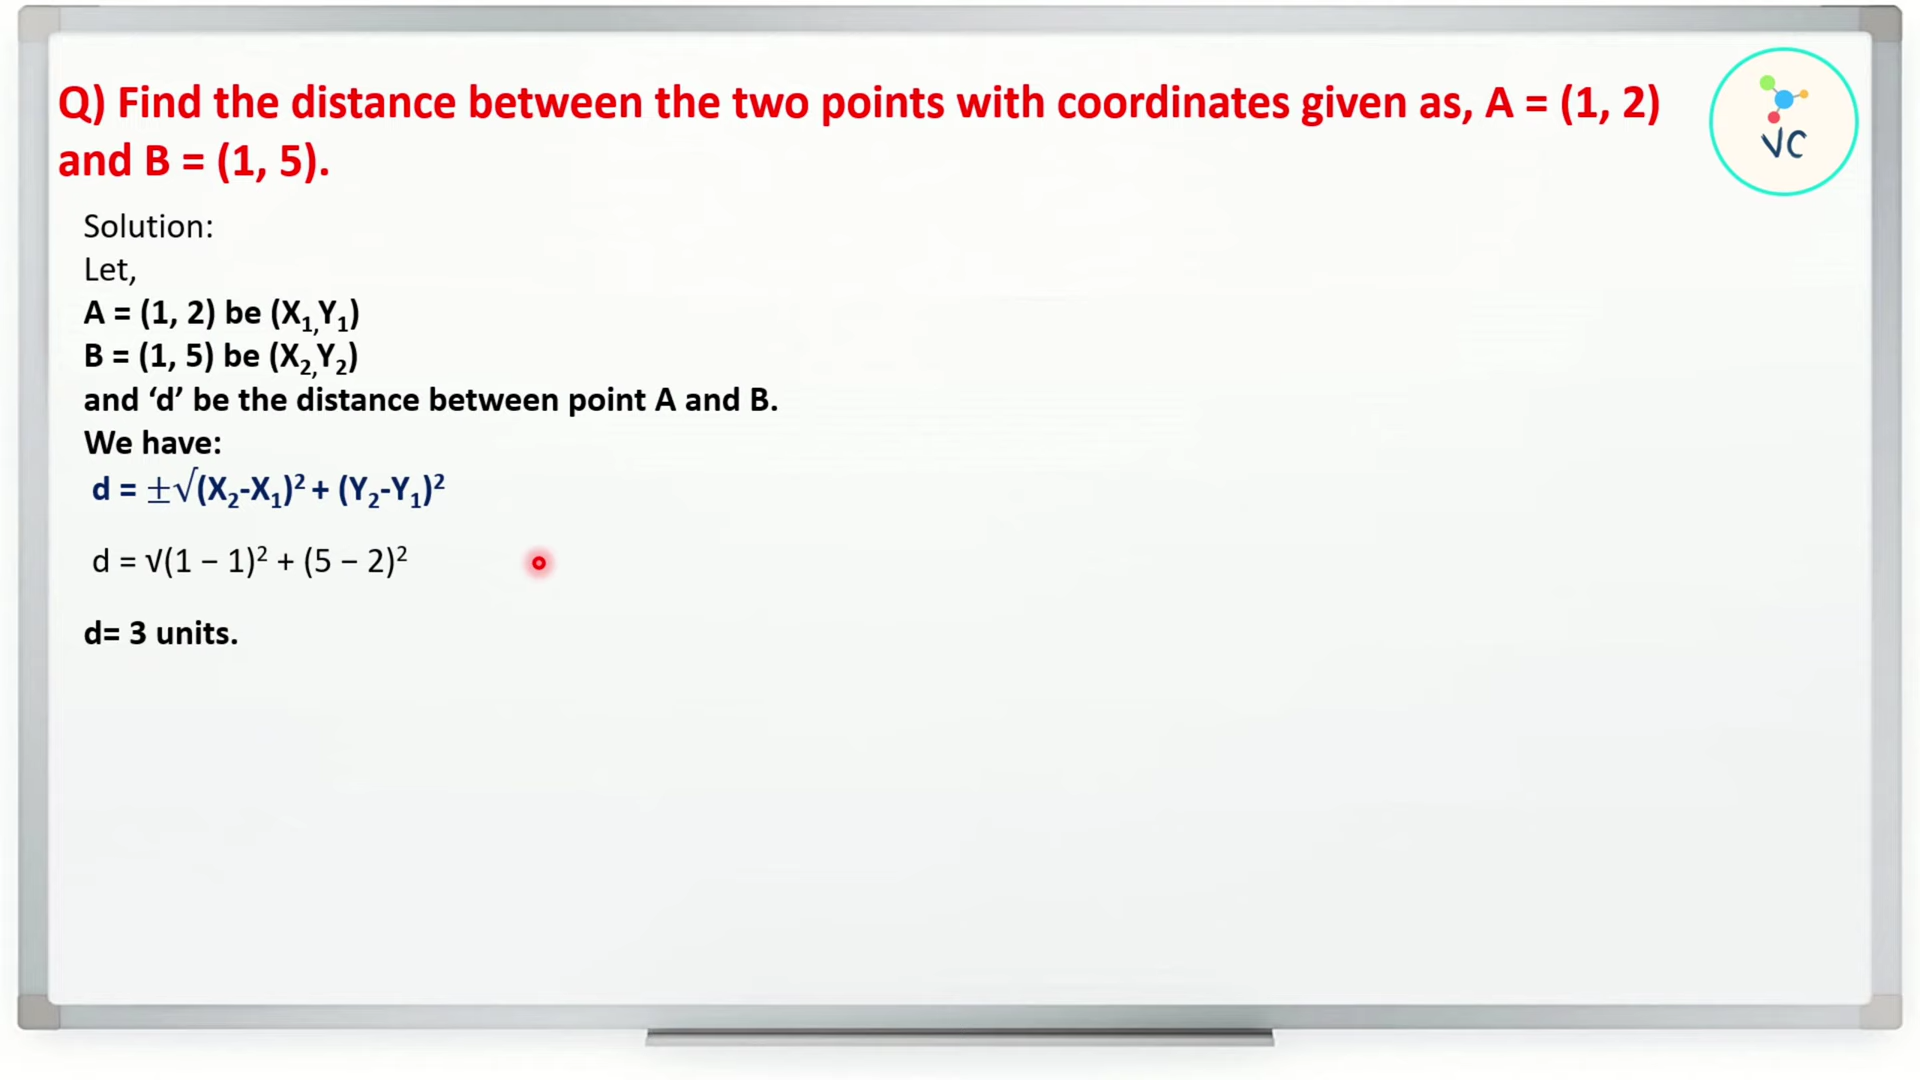 Q) Find the distance between the two points with coordinates given as, A = (1, 2)
and B = (1, 5).
VC
Solution:
Let,
A = (1, 2) be (X₁,Y₁)
B = (1, 5) be (X₂,Y₂)
and ‘d’ be the distance between point A and B.
We have:
d = ±√(X₂-X₁)² + (Y₂-Y₁)²
d = √(1 − 1)² + (5 − 2)²
d= 3 units.